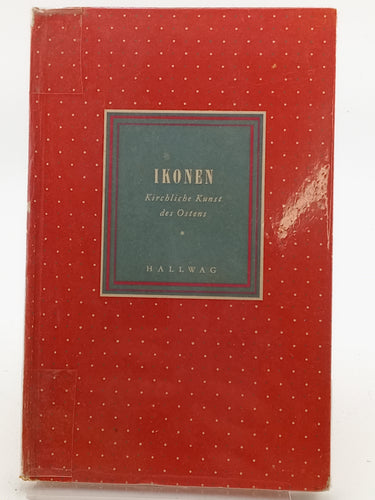 IKONEN
Kirchliche Kunst
des Ostens
*
HALLWAG